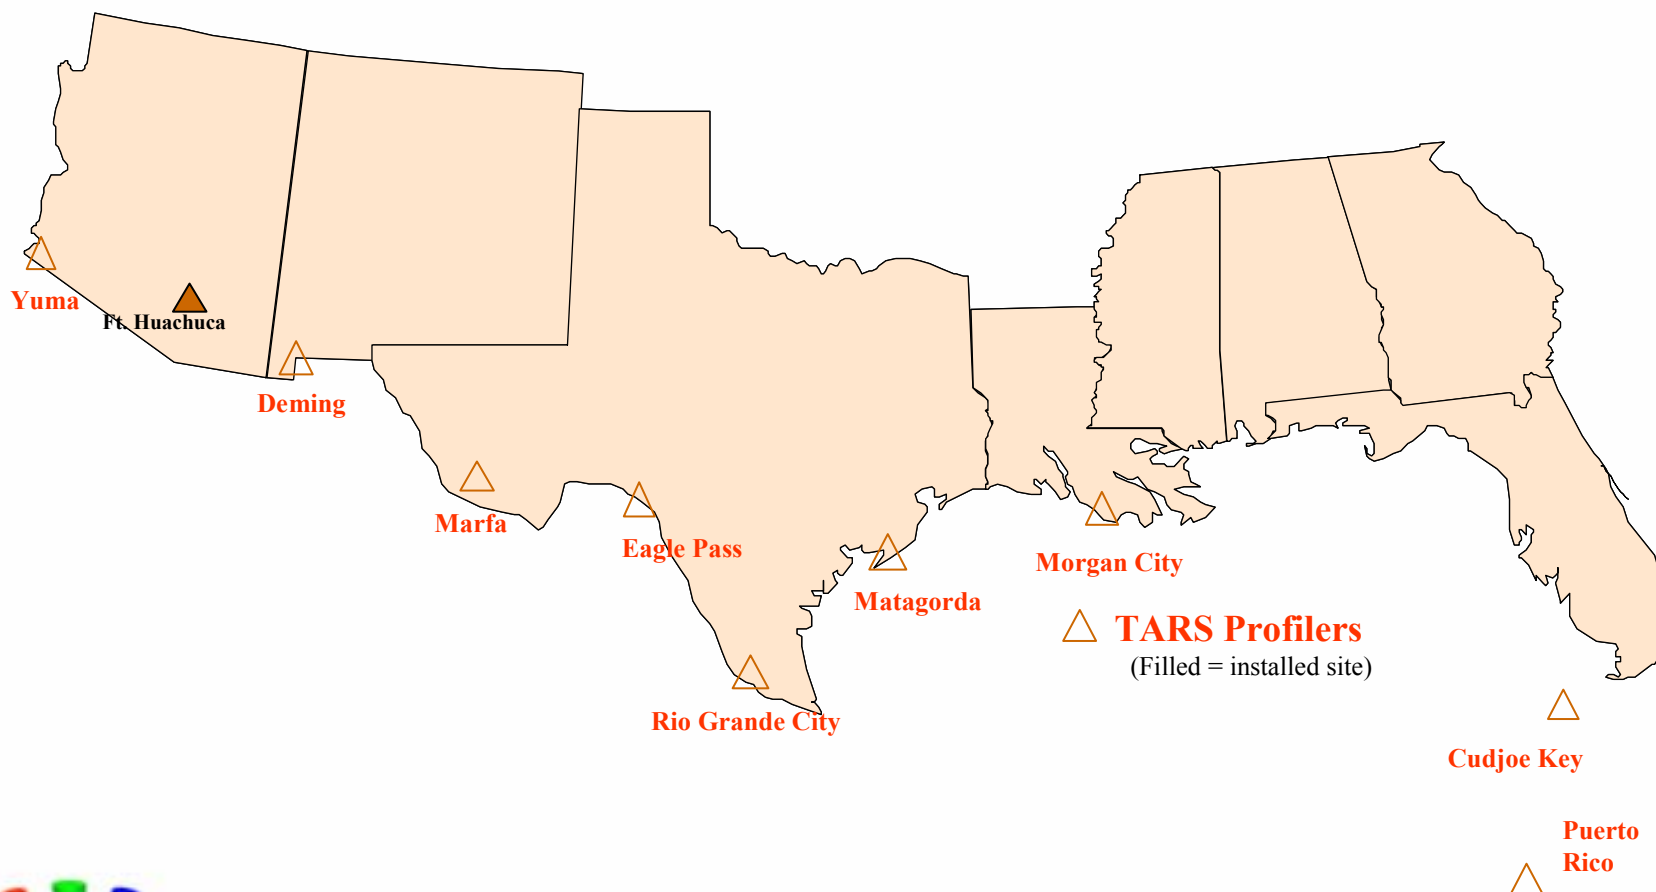 Yuma
Ft. Huachuca
Deming
Marfa
Eagle Pass
Matagorda
Morgan City
TARS Profilers
(Filled = installed site)
Rio Grande City
Cudjoe Key
Puerto
Rico